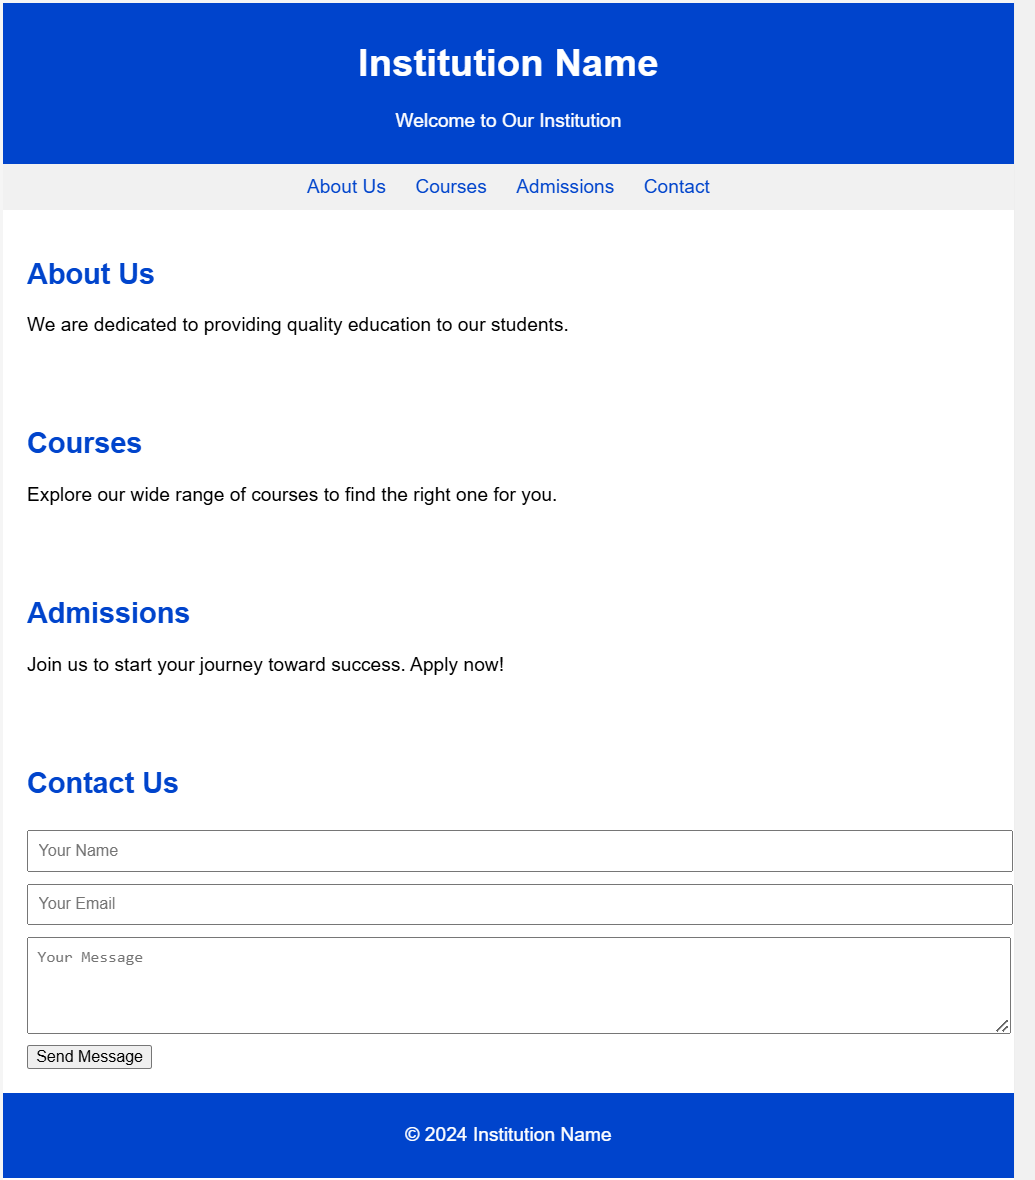 Institution Name
Welcome to Our Institution
About Us Courses Admissions Contact
About Us
We are dedicated to providing quality education to our students.
Courses
Explore our wide range of courses to find the right one for you.
Admissions
Join us to start your journey toward success. Apply now!
Contact Us
Your Name
Your Email
Your Message
Send Message
© 2024 Institution Name